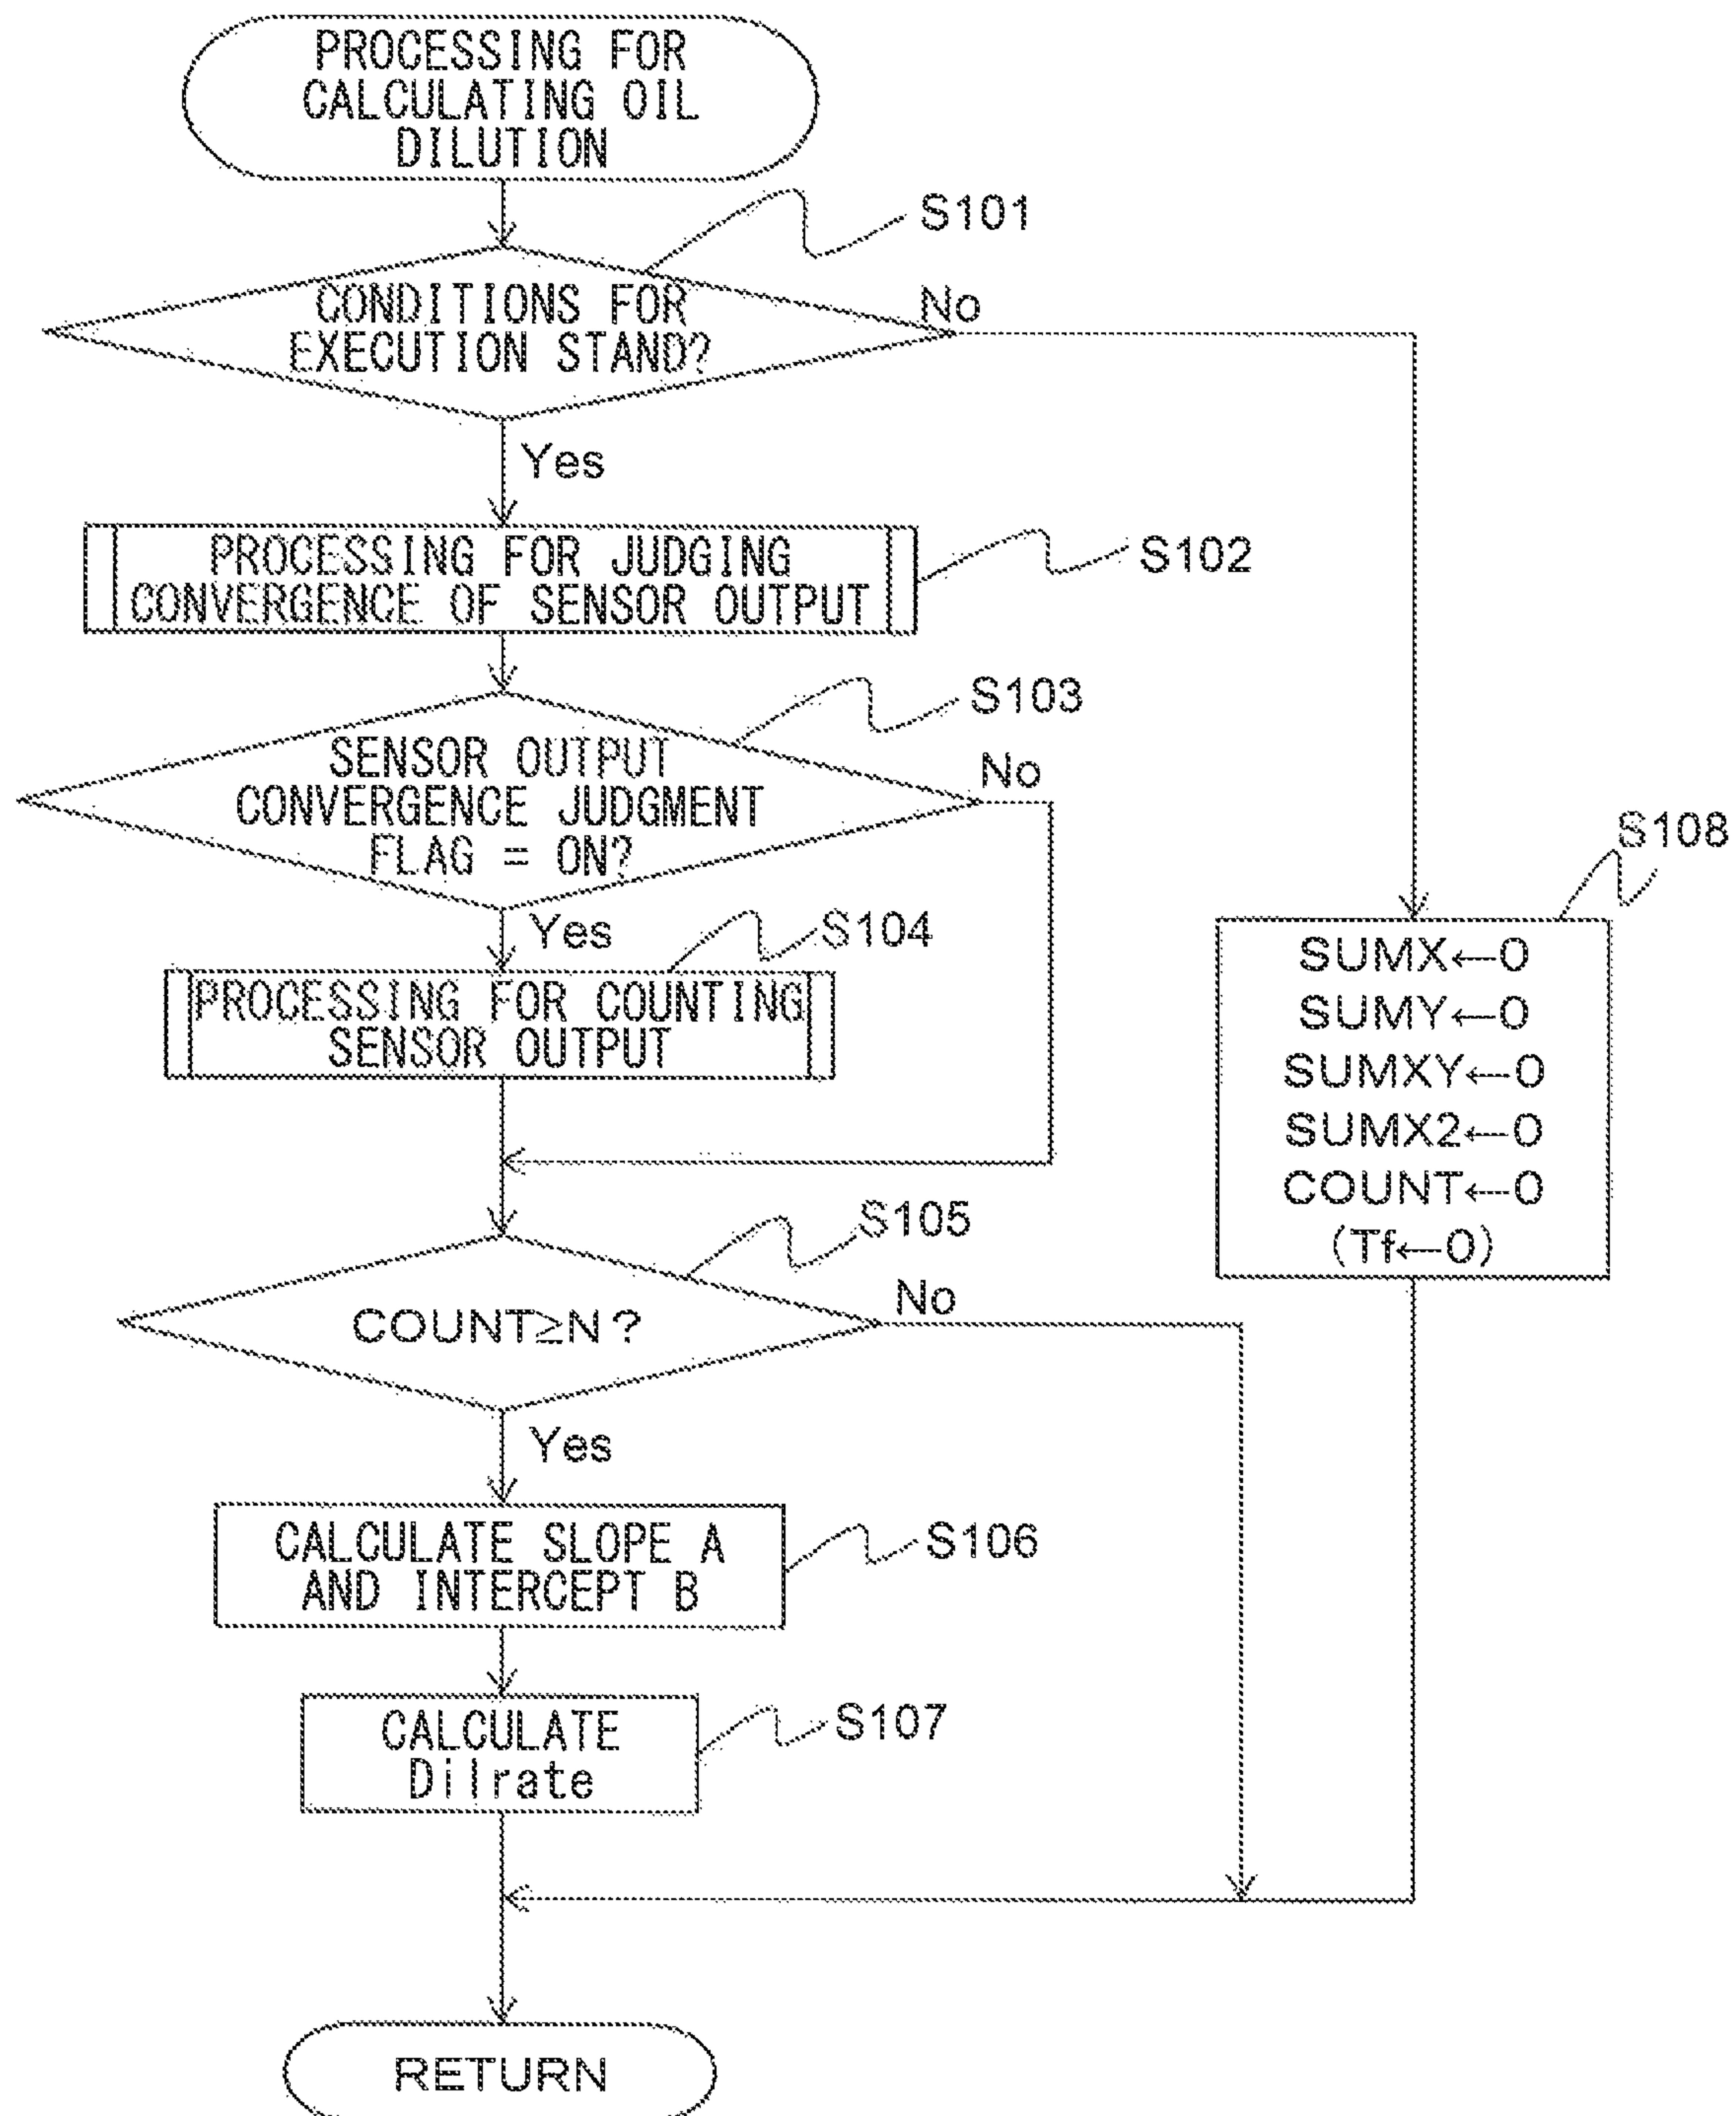 PROCESSING FOR
CALCULATING OIL
DILUTION
S101
CONDITIONS FOR
EXECUTION STAND?
No
Yes
PROCESSING FOR JUDGING
CONVERGENCE OF SENSOR OUTPUT
S102
S103
SENSOR OUTPUT
CONVERGENCE JUDGMENT
FLAG = ON?
No
Yes
S104
PROCESSING FOR COUNTING
SENSOR OUTPUT
S108
SUMX←0
SUMY←0
SUMXY←0
SUMX2←0
COUNT←0
(Tf←0)
S105
COUNT≧N?
No
Yes
CALCULATE SLOPE A
AND INTERCEPT B
S106
CALCULATE
Dilrate
S107
RETURN